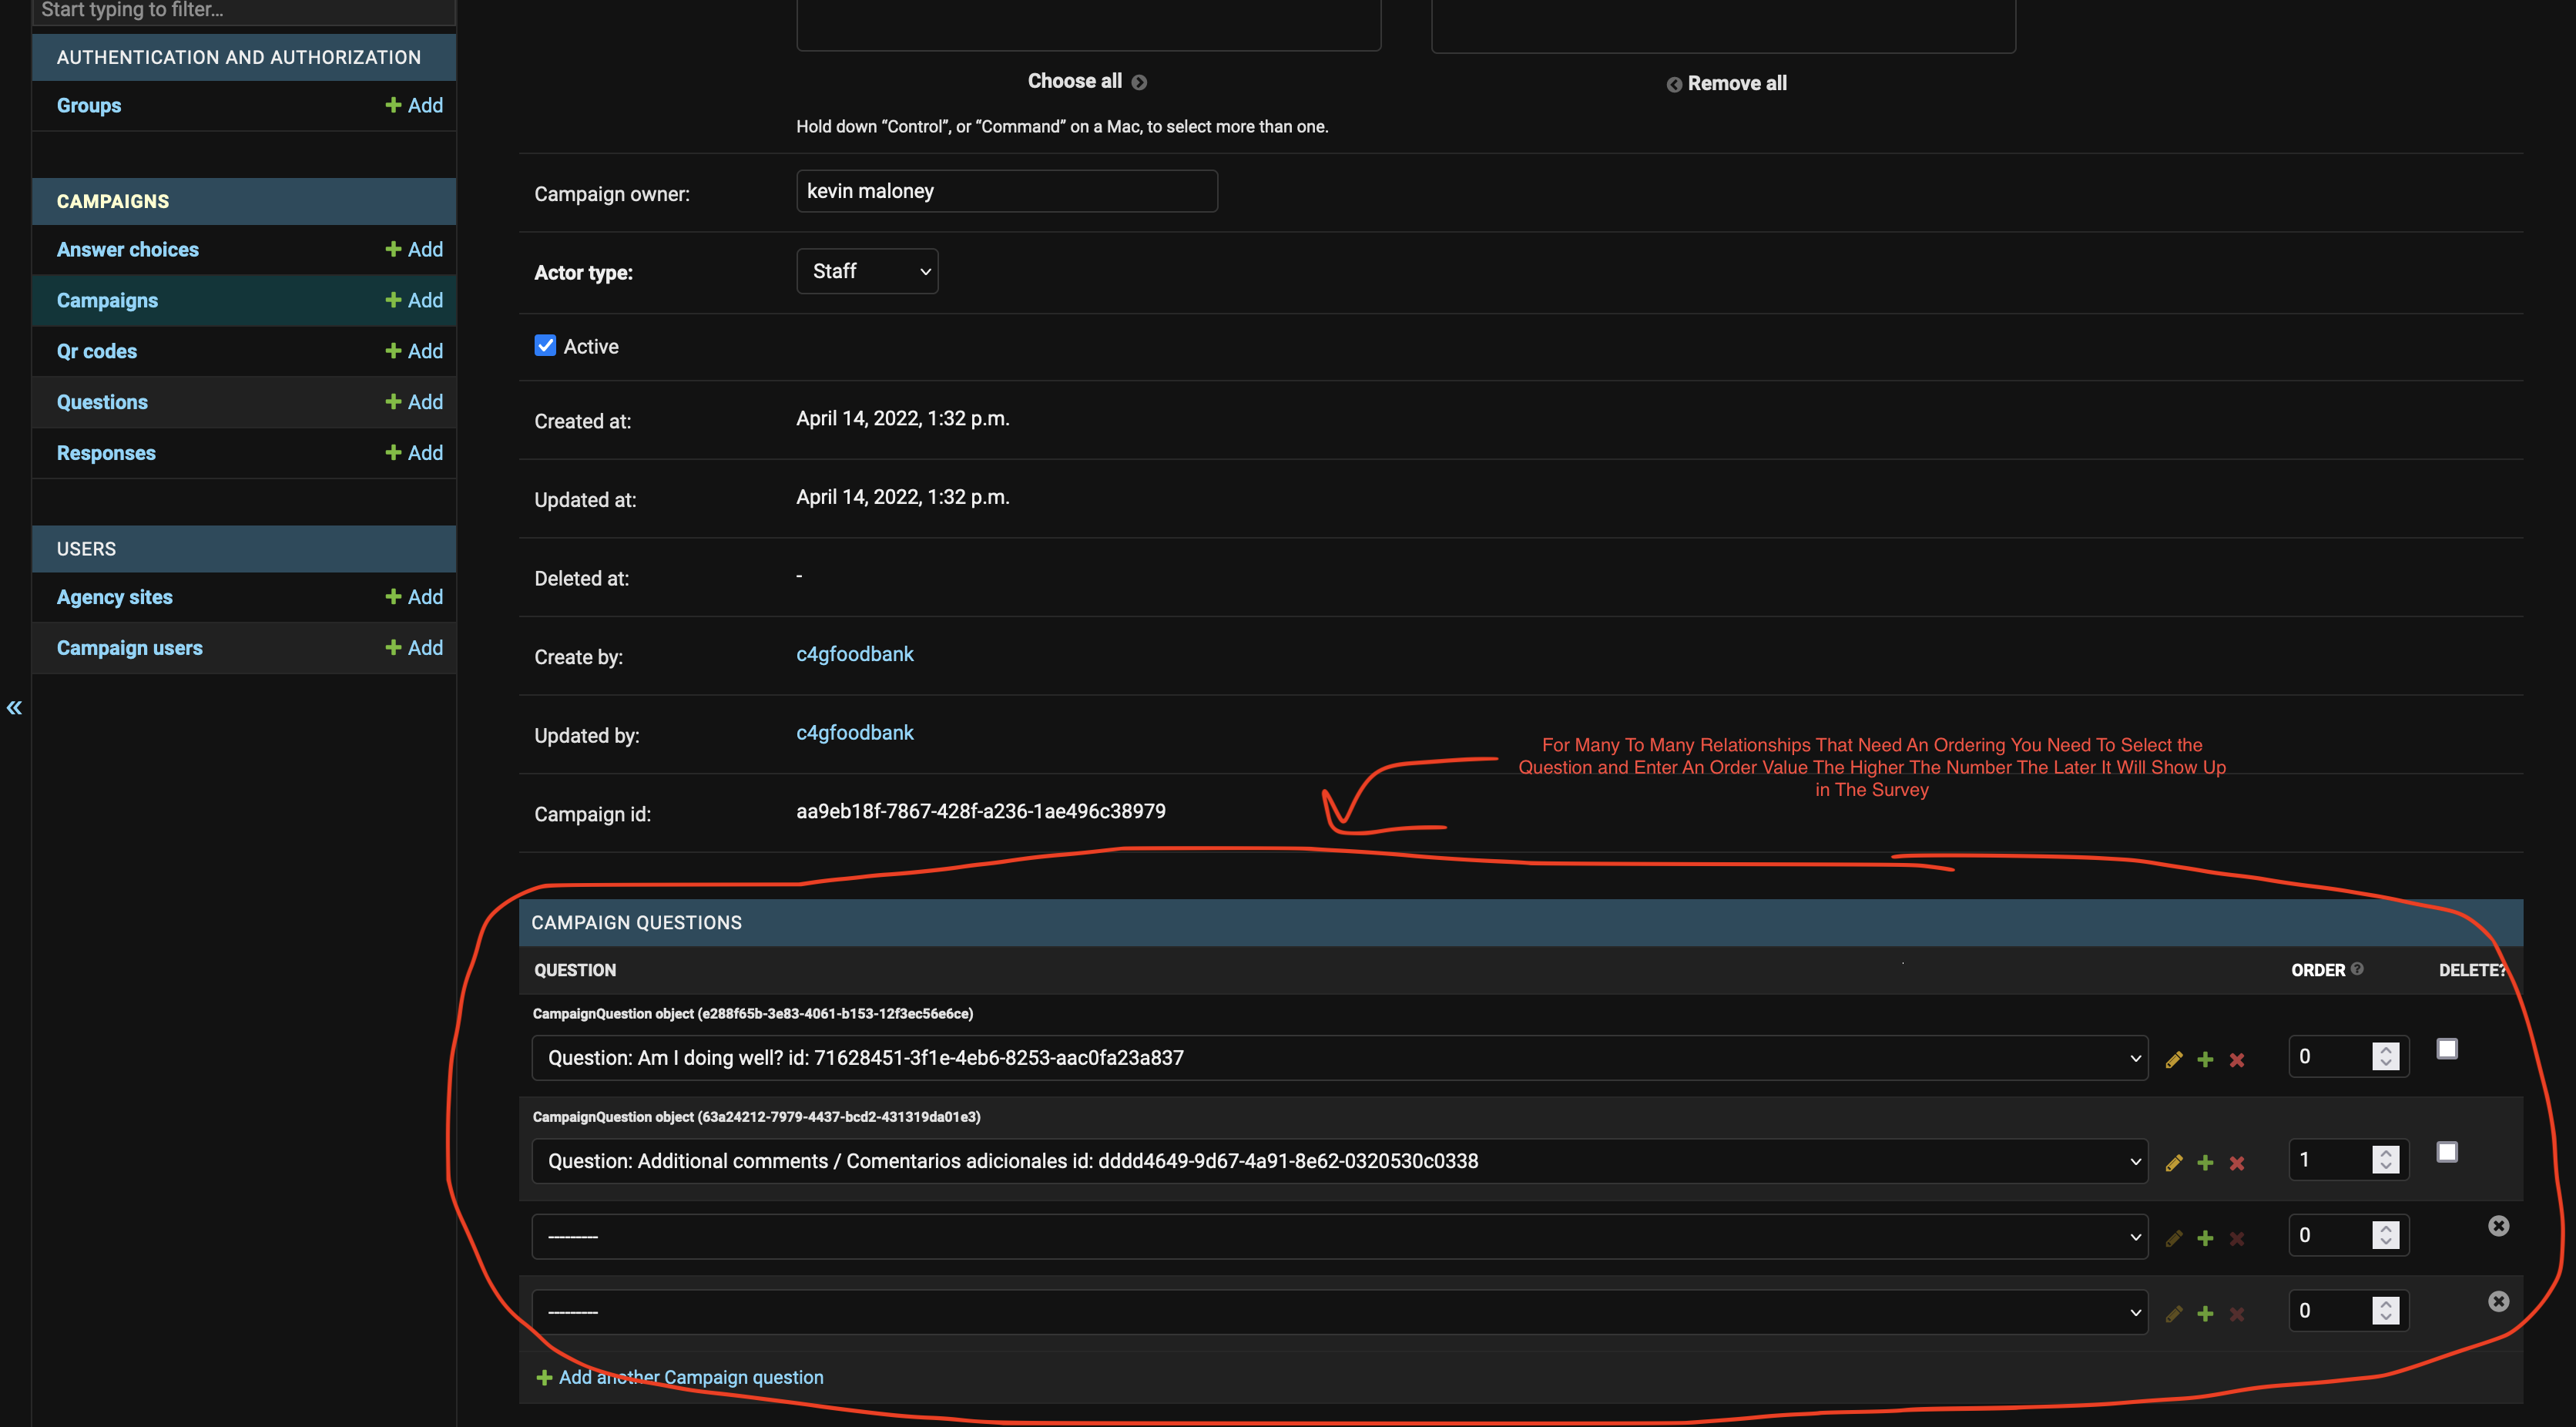 Start typing to filter...
AUTHENTICATION AND AUTHORIZATION
Groups + Add
CAMPAIGNS
Answer choices + Add
Campaigns + Add
Qr codes + Add
Questions + Add
Responses + Add
USERS
Agency sites + Add
Campaign users + Add
«
Choose all
Remove all
Hold down “Control”, or “Command” on a Mac, to select more than one.
Campaign owner: kevin maloney
Actor type: Staff
Active
Created at: April 14, 2022, 1:32 p.m.
Updated at: April 14, 2022, 1:32 p.m.
Deleted at: -
Create by: c4gfoodbank
Updated by: c4gfoodbank
For Many To Many Relationships That Need An Ordering You Need To Select the
Question and Enter An Order Value The Higher The Number The Later It Will Show Up
in The Survey
Campaign id: aa9eb18f-7867-428f-a236-1ae496c38979
CAMPAIGN QUESTIONS
QUESTION ORDER ? DELETE?
CampaignQuestion object (e288f65b-3e83-4061-b153-12f3ec56e6ce)
Question: Am I doing well? id: 71628451-3f1e-4eb6-8253-aac0fa23a837 0
CampaignQuestion object (63a24212-7979-4437-bcd2-431319da01e3)
Question: Additional comments / Comentarios adicionales id: dddd4649-9d67-4a91-8e62-0320530c0338 1
--------- 0
--------- 0
+ Add another Campaign question